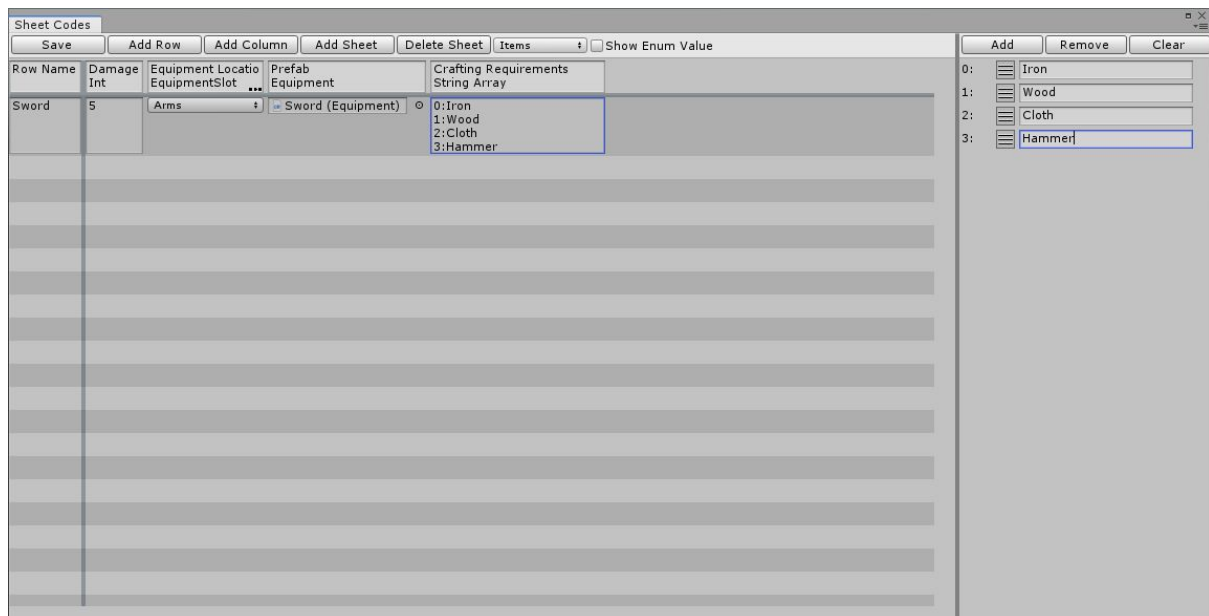 Sheet Codes
Save Add Row Add Column Add Sheet Delete Sheet Items Show Enum Value Add Remove Clear
Row Name Damage Equipment Locatio Prefab Crafting Requirements
Int EquipmentSlot ... Equipment String Array
Sword 5 Arms Sword (Equipment) 0:Iron
1:Wood
2:Cloth
3:Hammer
0: Iron
1: Wood
2: Cloth
3: Hammer